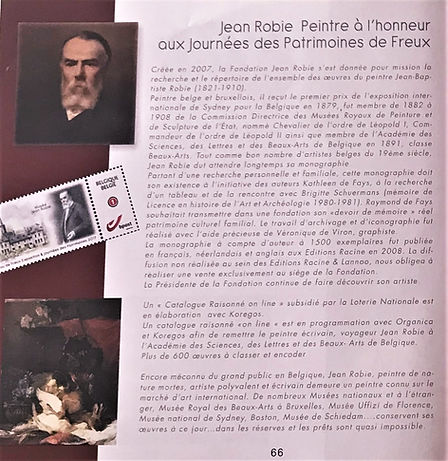 Jean Robie Peintre à l'honneur
aux Journées des Patrimoines de Freux
Créée en 2007, la Fondation Jean Robie s'est donnée pour mission la
recherche et le répertoire de l'ensemble des œuvres du peintre Jean-Bap-
tiste Robie (1821-1910).
Peintre belge et bruxellois, il reçut le premier prix de l'exposition inter-
nationale de Sydney pour la Belgique en 1879, fut membre de 1882 à
1908 de la Commission Directrice des Musées Royaux de Peinture et
de Sculpture de l'État, nommé Chevalier de l'ordre de Léopold I, Com-
mandeur de l'ordre de Léopold II ainsi que membre de l'Académie des
Sciences, des Lettres et des Beaux-Arts de Belgique en 1891, classe
Beaux-Arts. Tout comme bon nombre d'artistes belges du 19ème siècle,
Jean Robie dut attendre longtemps sa monographie.
Partant d'une recherche personnelle et familiale, cette monographie doit
son existence à l'initiative des auteurs Kathleen de Fays, à la recherche
d'un tableau et de la rencontre avec Brigitte Schuermans (mémoire de
Licence en histoire de l'Art et Archéologie 1980-1981). Raymond de Fays
souhaitait transmettre dans une fondation son «devoir de mémoire» réel
patrimoine culturel familial. Le travail d'archivage et d'iconographie fut
réalisé avec l'aide précieuse de Véronique de Viron, graphiste.
La monographie à compte d'auteur à 1500 exemplaires fut publiée
en français, néerlandais et anglais aux Editions Racine en 2008. La dif-
fusion non réalisée au sein des Editions Racine & Lannoo, nous obligea à
realiser une vente exclusivement au siège de la Fondation.
La Présidente de la Fondation continue de faire découvrir son artiste
Un « Catalogue Raisonné on line » subsidié par la Loterie Nationale est
en élaboration avec Koregos.
Un catalogue raisonné «on line » est en programmation avec Organica
et Koregos afin de remettre le peintre écrivain, voyageur Jean Robie à
l'Académie des Sciences, des Lettres et des Beaux- Arts de Belgique.
Plus de 600 œuvres à classer et encoder
Encore méconnu du grand public en Belgique, Jean Robie, peintre de na-
ture mortes, artiste polyvalent et écrivain demeure un peintre connu sur le
marché d'art international. De nombreux Musées nationaux et à l'étran-
ger, Musée Royal des Beaux-Arts à Bruxelles, Musée Uffizi de Florence,
Musée national de Sydney, Boston, Musée de Schiedam....conservent ses
œuvres à ce jour...dans les réserves et les prêts sont quasi impossible.
BELGIQUE
BELGIË
1
66